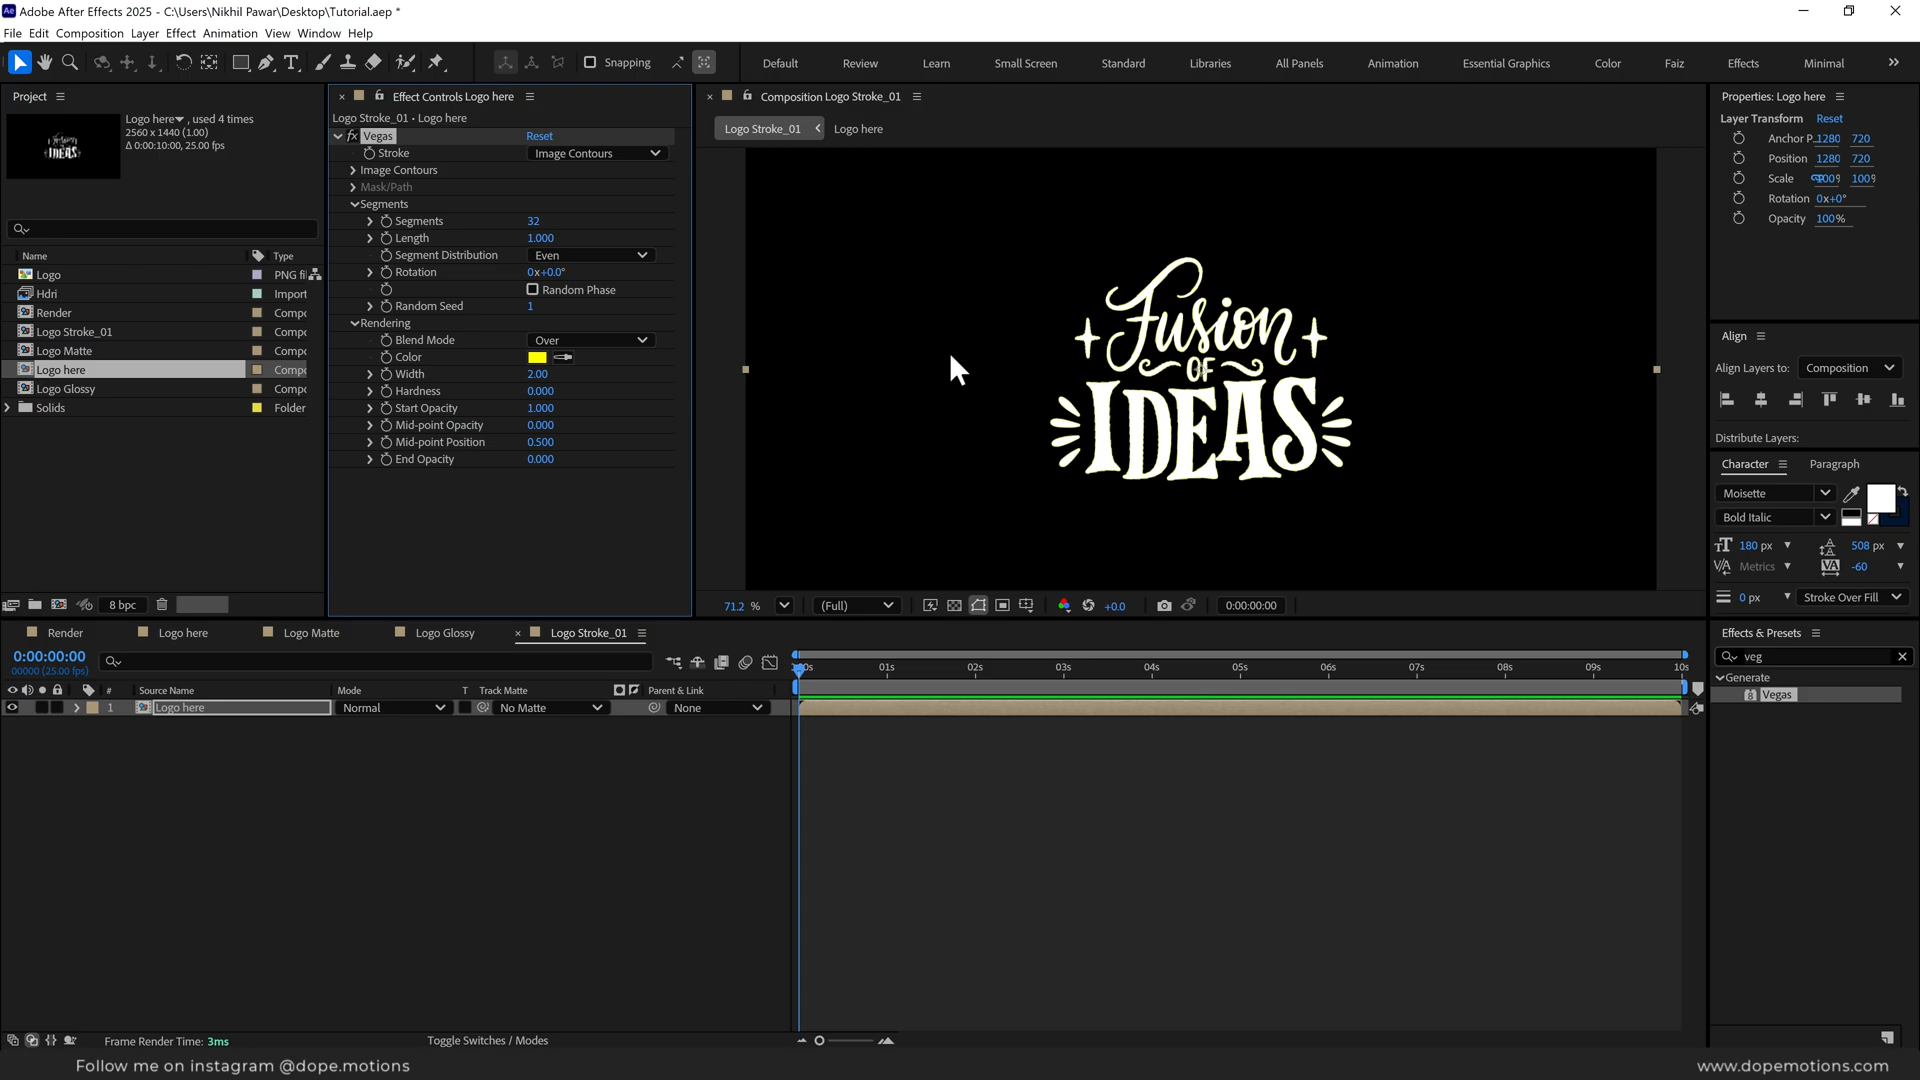 Adobe After Effects 2025 - C:\Users\Nikhil Pawar\Desktop\Tutorial.aep *
File Edit Composition Layer Effect Animation View Window Help
Snapping
Default Review Learn Small Screen Standard Libraries All Panels Animation Essential Graphics Color Faiz Effects Minimal
Project
Logo here, used 4 times
2560 x 1440 (1.00)
Δ 0:00:10:00, 25.00 fps
Name Type
Logo PNG fi
Hdri Import
Render Compo
Logo Stroke_01 Compo
Logo Matte Compo
Logo here Compo
Logo Glossy Compo
Solids Folder
8 bpc
Effect Controls Logo here
Logo Stroke_01 • Logo here
fx Vegas Reset
Stroke Image Contours
Image Contours
Mask/Path
Segments
Segments 32
Length 1.000
Segment Distribution Even
Rotation 0x+0.0°
Random Phase
Random Seed 1
Rendering
Blend Mode Over
Color
Width 2.00
Hardness 0.000
Start Opacity 1.000
Mid-point Opacity 0.000
Mid-point Position 0.500
End Opacity 0.000
Composition Logo Stroke_01
Logo Stroke_01 Logo here
Fusion
OF
IDEAS
71.2 % (Full) +0.0 0:00:00:00
Properties: Logo here
Layer Transform Reset
Anchor P 1280 720
Position 1280 720
Scale 100% 100%
Rotation 0x+0°
Opacity 100%
Align
Align Layers to: Composition
Distribute Layers:
Character Paragraph
Moisette
Bold Italic
180 px 508 px
Metrics -60
0 px Stroke Over Fill
Effects & Presets
veg
Generate
Vegas
Render Logo here Logo Matte Logo Glossy Logo Stroke_01
0:00:00:00
00000 (25.00 fps)
01s 02s 03s 04s 05s 06s 07s 08s 09s 10s
# Source Name Mode T Track Matte Parent & Link
1 Logo here Normal No Matte None
Frame Render Time: 3ms Toggle Switches / Modes
Follow me on instagram @dope.motions
www.dopemotions.com